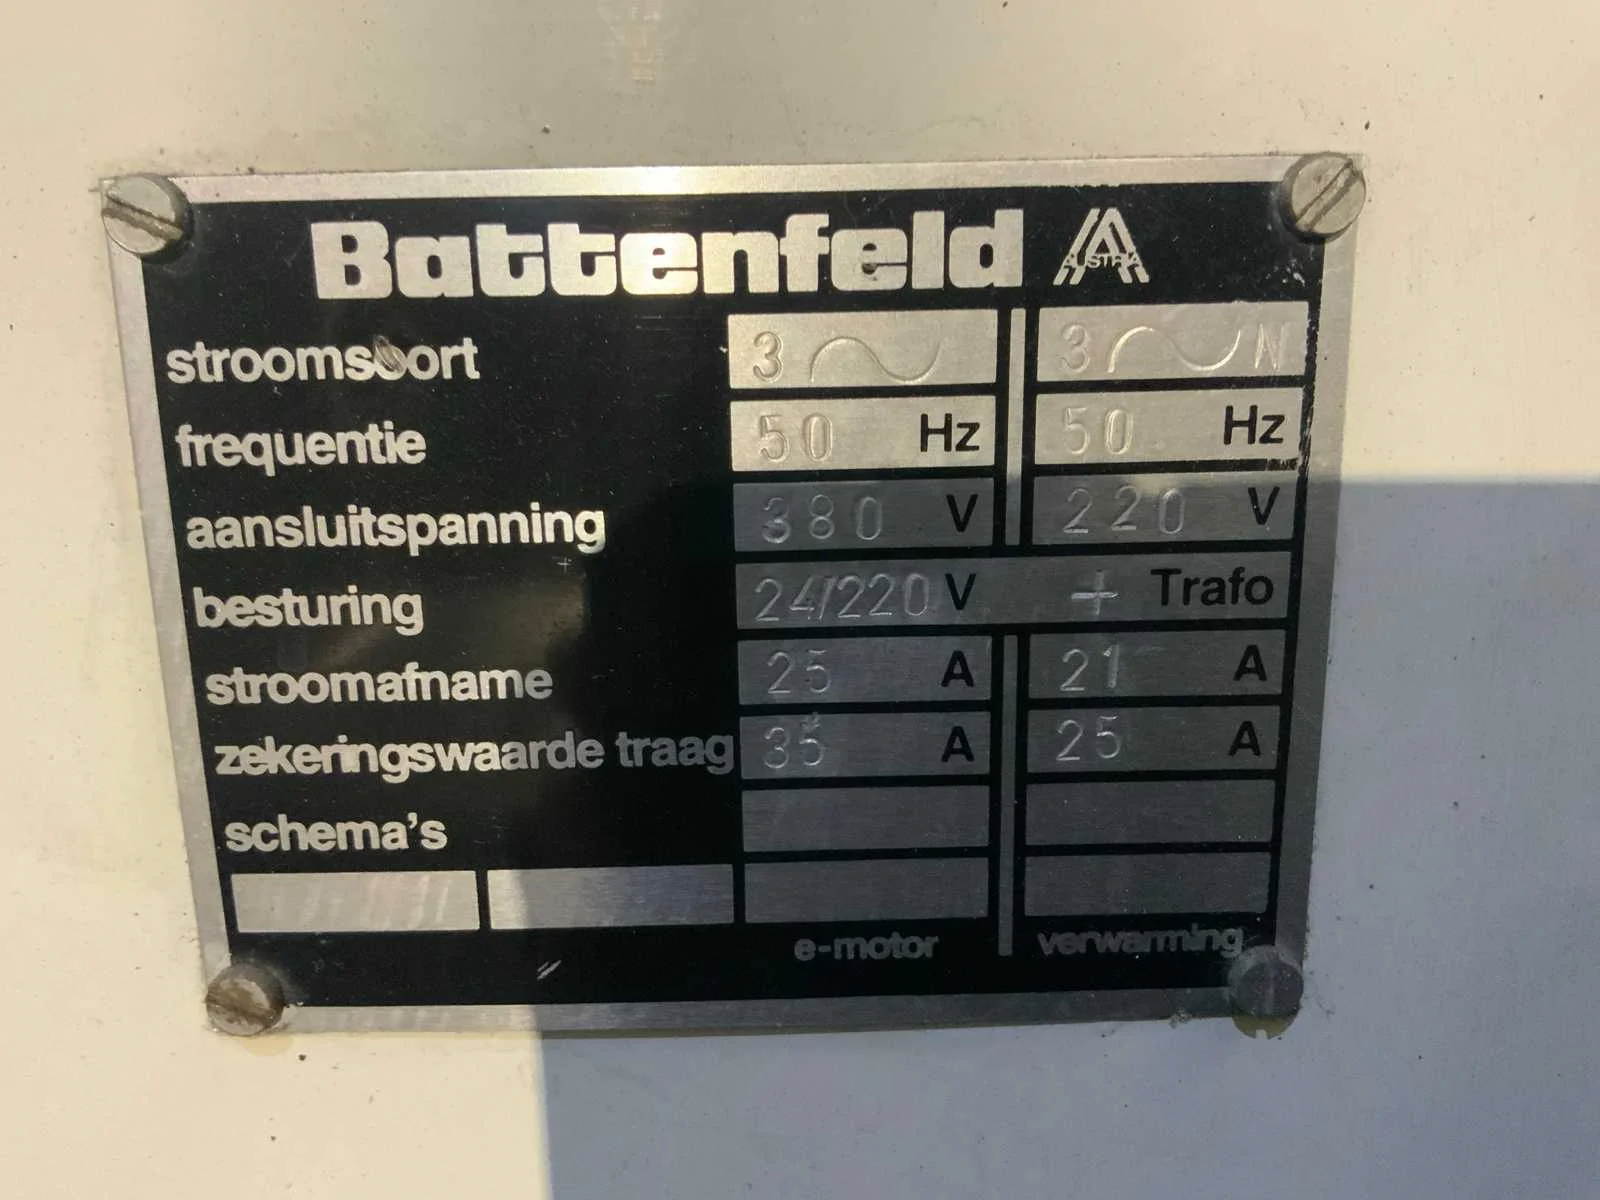 Battenfeld AUSTRIA
stroomsoort 3 ~ 3 ~ N
frequentie 50 Hz 50 Hz
aansluitspanning 380 V 220 V
besturing 24/220 V + Trafo
stroomafname 25 A 21 A
zekeringswaarde traag 35 A 25 A
schema's
e-motor verwarming